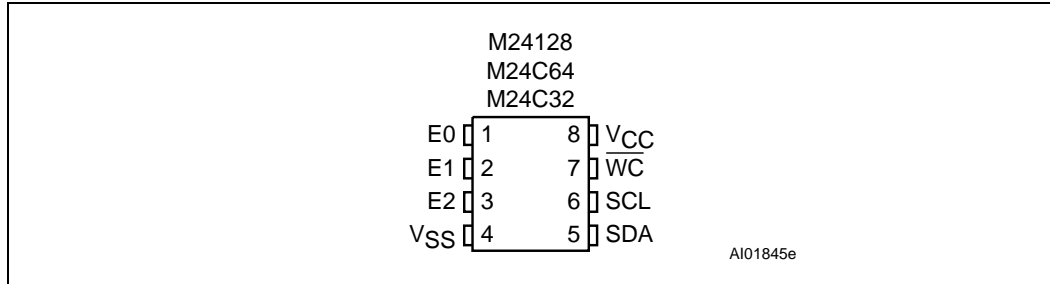 M24128
M24C64
M24C32
E0 1 8 VCC
E1 2 7 W̅C̅
E2 3 6 SCL
VSS 4 5 SDA
AI01845e